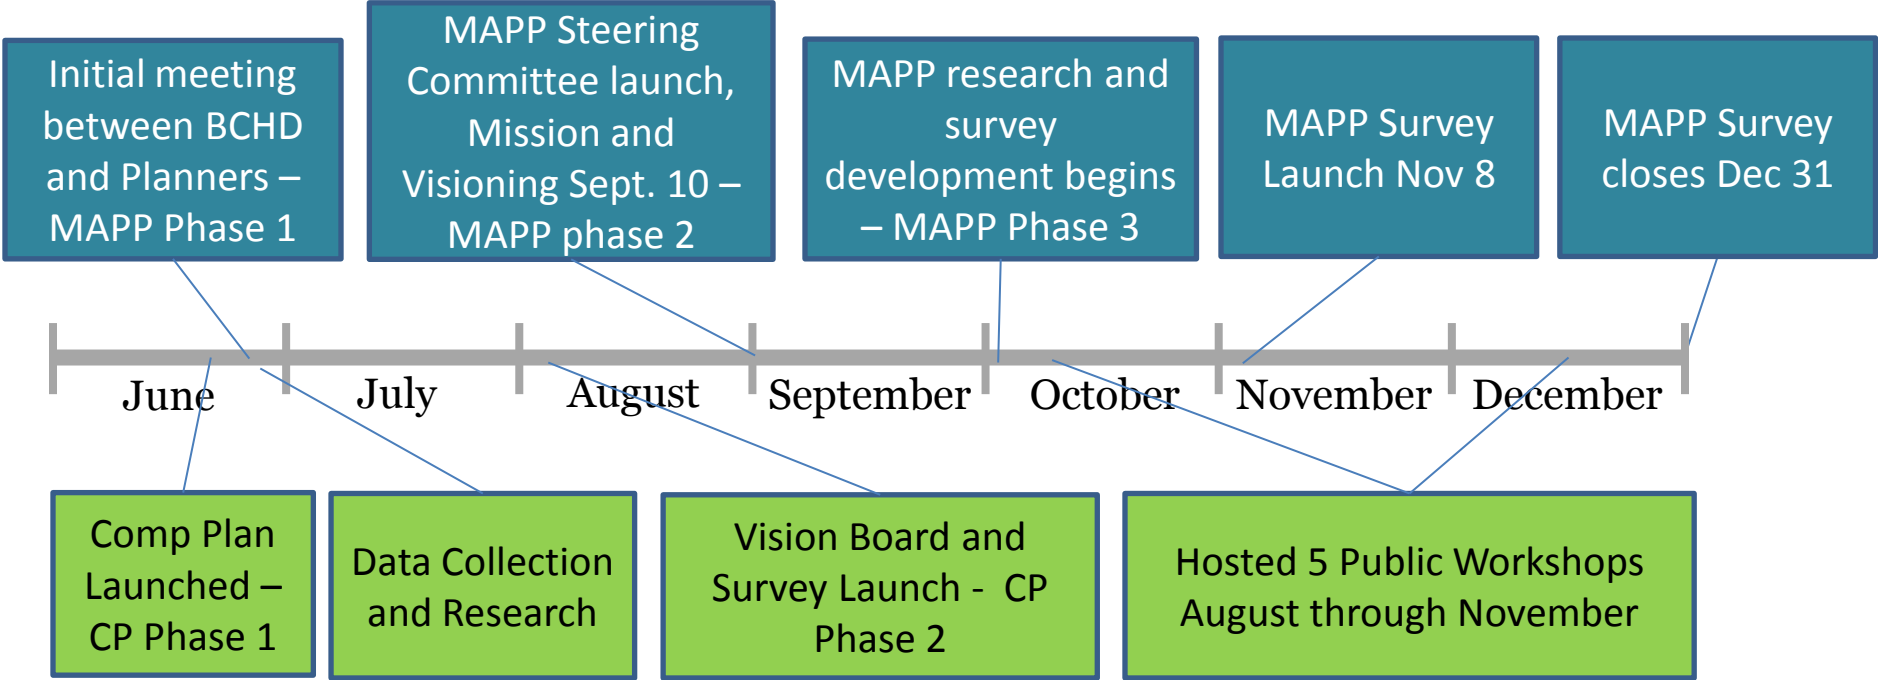 Initial meeting
between BCHD
and Planners –
MAPP Phase 1
MAPP Steering
Committee launch,
Mission and
Visioning Sept. 10 –
MAPP phase 2
MAPP research and
survey
development begins
– MAPP Phase 3
MAPP Survey
Launch Nov 8
MAPP Survey
closes Dec 31
June
July
August
September
October
November
December
Comp Plan
Launched –
CP Phase 1
Data Collection
and Research
Vision Board and
Survey Launch -  CP
Phase 2
Hosted 5 Public Workshops
August through November